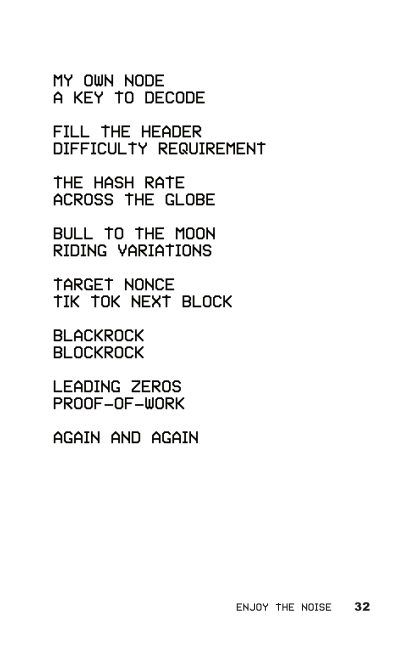 MY OWN NODE
A KEY TO DECODE
FILL THE HEADER
DIFFICULTY REQUIREMENT
THE HASH RATE
ACROSS THE GLOBE
BULL TO THE MOON
RIDING VARIATIONS
TARGET NONCE
TIK TOK NEXT BLOCK
BLACKROCK
BLOCKROCK
LEADING ZEROS
PROOF-OF-WORK
AGAIN AND AGAIN
ENJOY THE NOISE 32